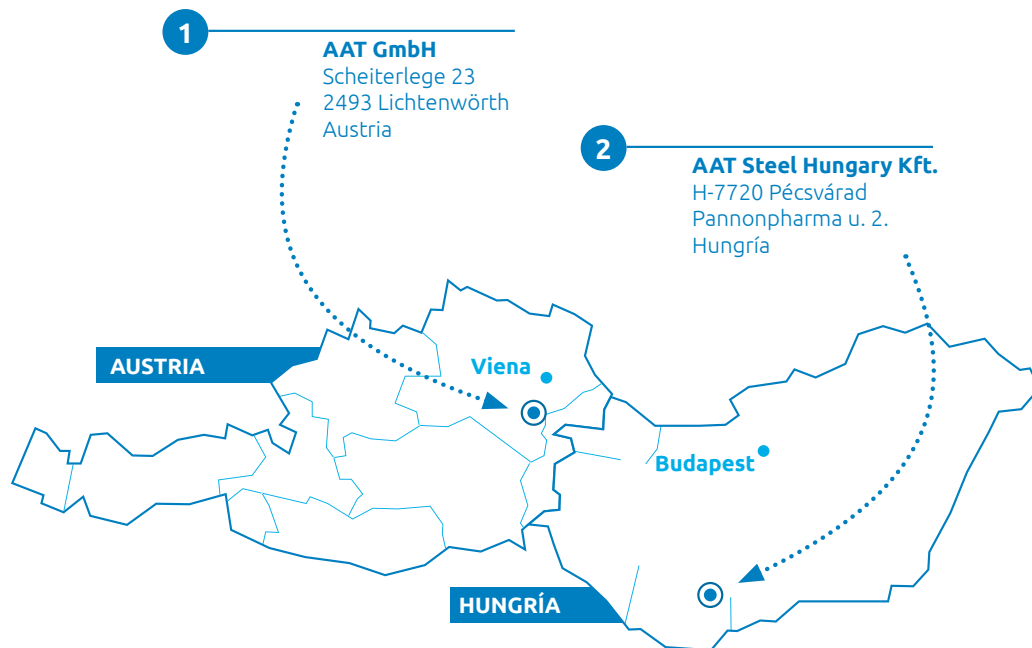 1
AAT GmbH
Scheiterlege 23
2493 Lichtenwörth
Austria
2
AAT Steel Hungary Kft.
H-7720 Pécsvárad
Pannonpharma u. 2.
Hungría
AUSTRIA
Viena
Budapest
HUNGRÍA